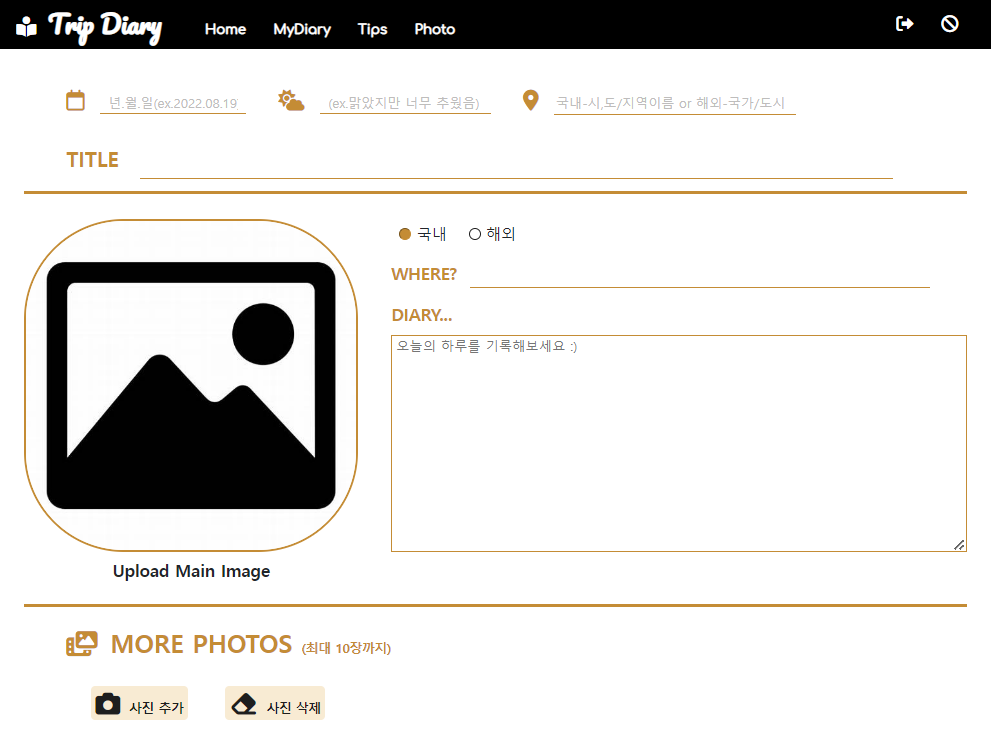 Trip Diary Home MyDiary Tips Photo
년.월.일(ex.2022.08.19 (ex.맑았지만 너무 추웠음) 국내-시,도/지역이름 or 해외-국가/도시
TITLE
국내 해외
WHERE?
DIARY...
오늘의 하루를 기록해보세요 :)
Upload Main Image
MORE PHOTOS (최대 10장까지)
사진 추가 사진 삭제